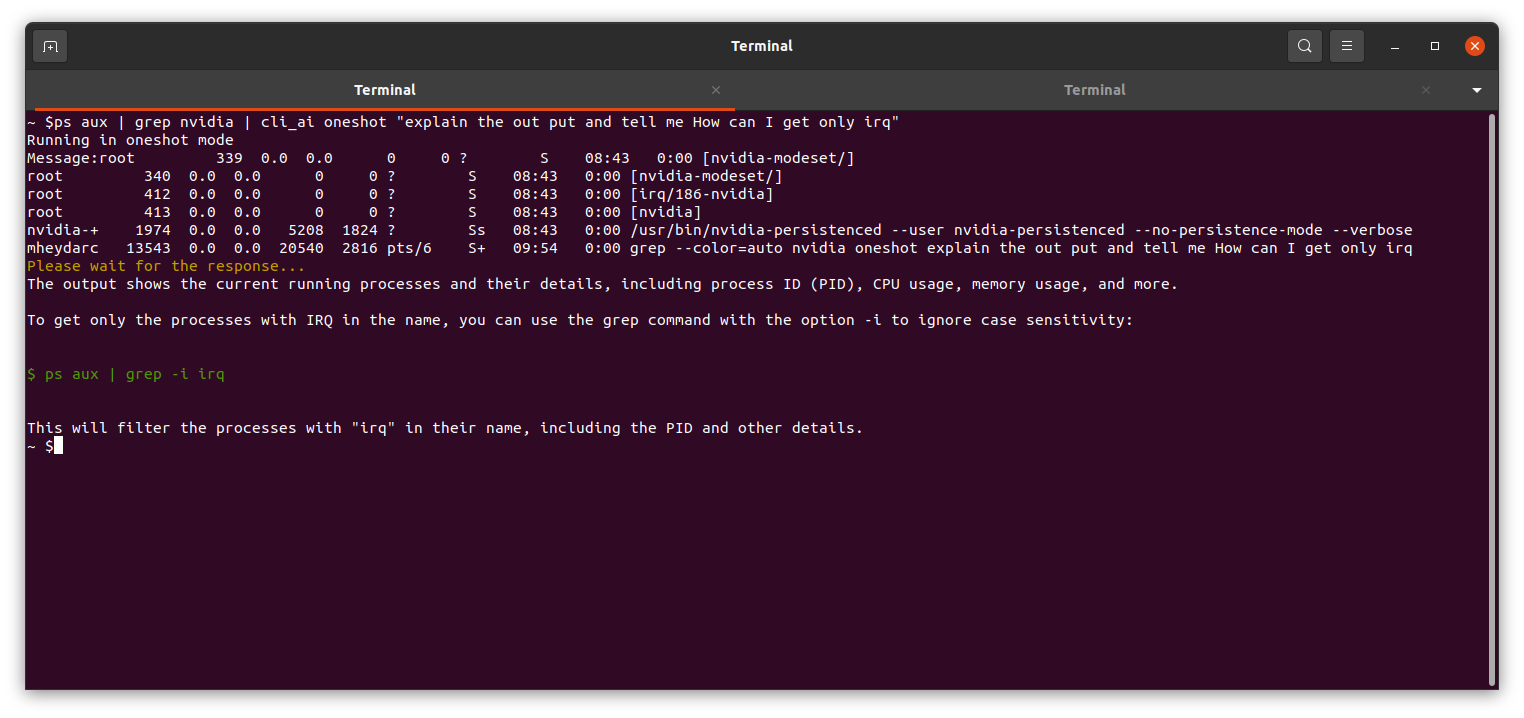 Terminal
Terminal
Terminal
~ $ps aux | grep nvidia | cli_ai oneshot "explain the out put and tell me How can I get only irq"
Running in oneshot mode
Message:root         339  0.0  0.0      0     0 ?        S    08:43   0:00 [nvidia-modeset/]
root         340  0.0  0.0      0     0 ?        S    08:43   0:00 [nvidia-modeset/]
root         412  0.0  0.0      0     0 ?        S    08:43   0:00 [irq/186-nvidia]
root         413  0.0  0.0      0     0 ?        S    08:43   0:00 [nvidia]
nvidia-+    1974  0.0  0.0   5208  1824 ?        Ss   08:43   0:00 /usr/bin/nvidia-persistenced --user nvidia-persistenced --no-persistence-mode --verbose
mheydarc   13543  0.0  0.0  20540  2816 pts/6    S+   09:54   0:00 grep --color=auto nvidia oneshot explain the out put and tell me How can I get only irq
Please wait for the response...
The output shows the current running processes and their details, including process ID (PID), CPU usage, memory usage, and more.
To get only the processes with IRQ in the name, you can use the grep command with the option -i to ignore case sensitivity:
$ ps aux | grep -i irq
This will filter the processes with "irq" in their name, including the PID and other details.
~ $